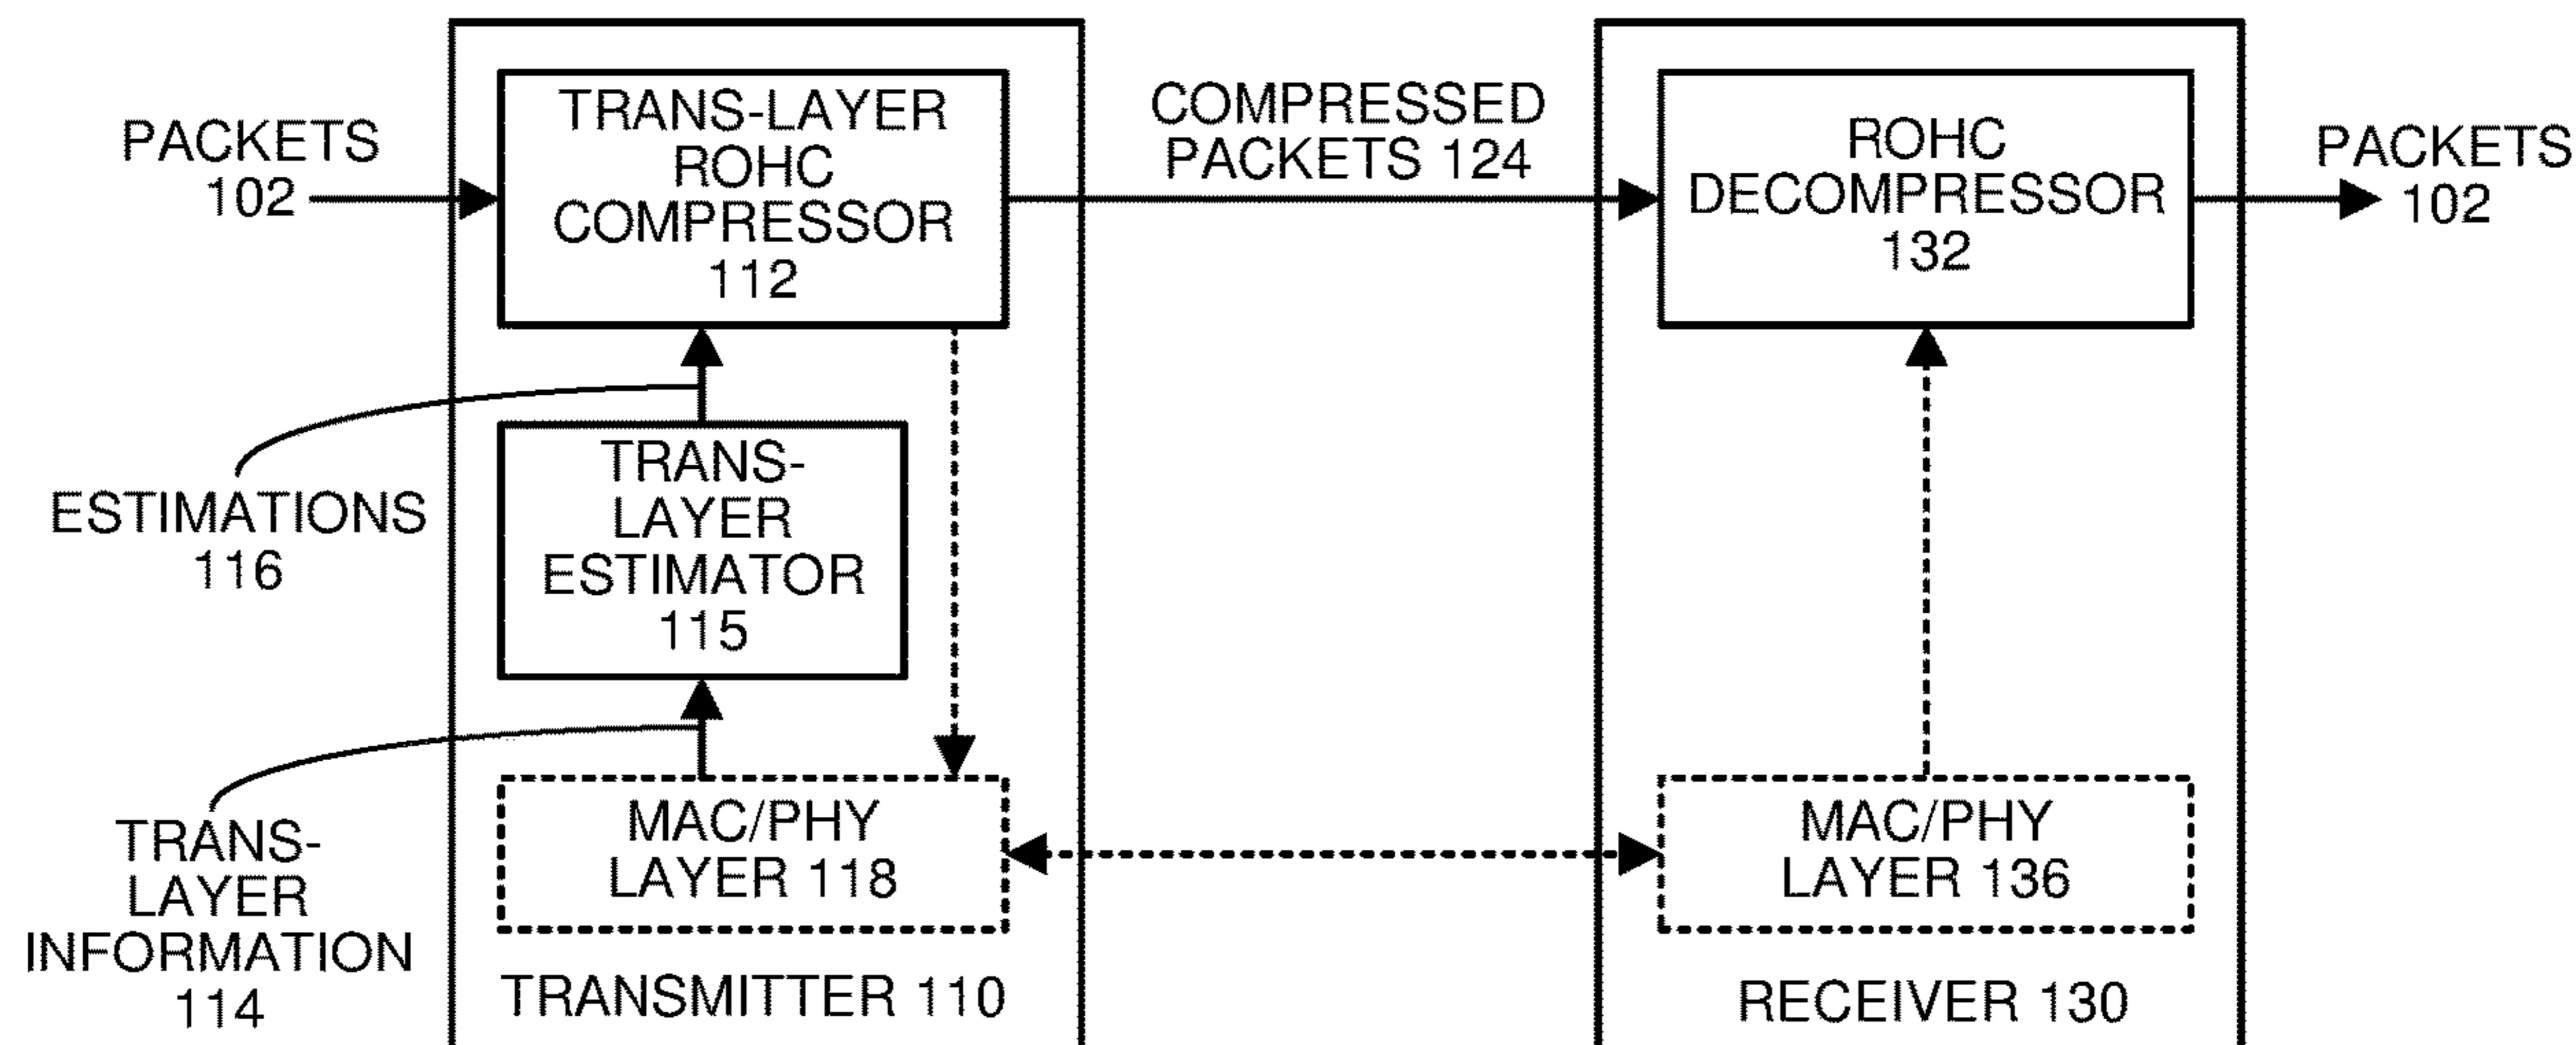 PACKETS
102
TRANS-LAYER
ROHC
COMPRESSOR
112
COMPRESSED
PACKETS 124
ROHC
DECOMPRESSOR
132
PACKETS
102
ESTIMATIONS
116
TRANS-
LAYER
ESTIMATOR
115
TRANS-
LAYER
INFORMATION
114
MAC/PHY
LAYER 118
TRANSMITTER 110
MAC/PHY
LAYER 136
RECEIVER 130